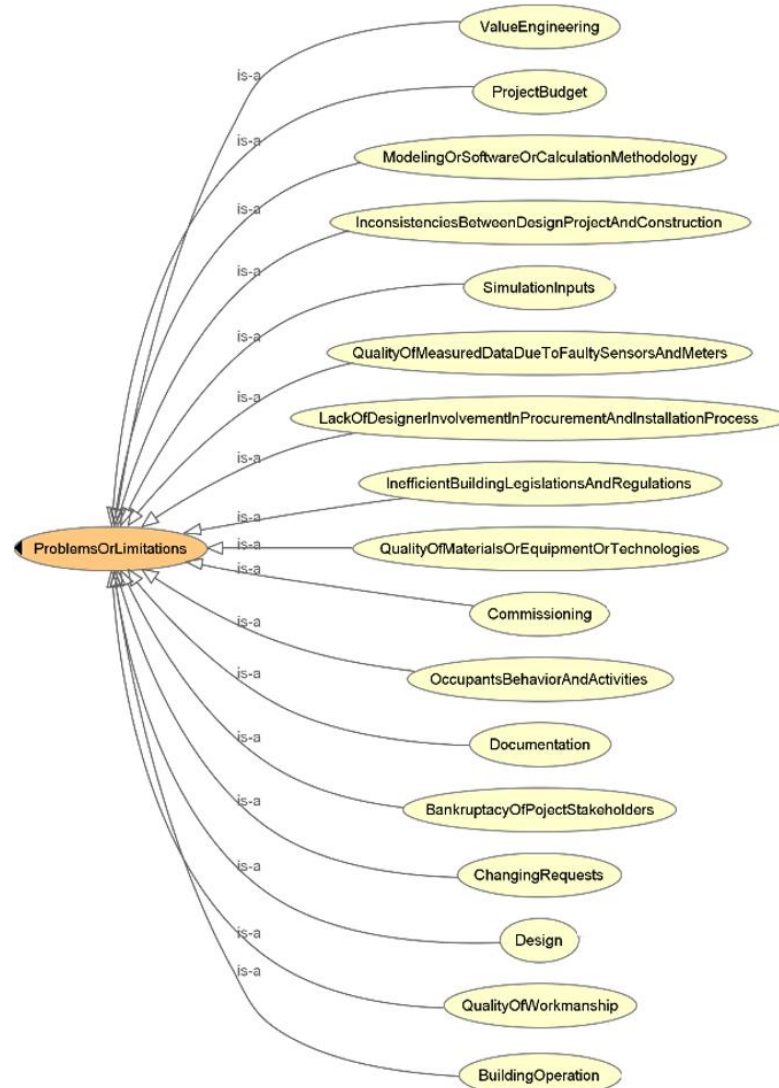 ValueEngineering
is-a
ProjectBudget
is-a
ModelingOrSoftwareOrCalculationMethodology
is-a
InconsistenciesBetweenDesignProjectAndConstruction
is-a
SimulationInputs
is-a
QualityOfMeasuredDataDueToFaultySensorsAndMeters
is-a
LackOfDesignerInvolvementInProcurementAndInstallationProcess
is-a
InefficientBuildingLegislationsAndRegulations
is-a
ProblemsOrLimitations
is-a
QualityOfMaterialsOrEquipmentOrTechnologies
is-a
Commissioning
is-a
OccupantsBehaviorAndActivities
is-a
Documentation
is-a
BankruptacyOfPojectStakeholders
is-a
ChangingRequests
is-a
Design
is-a
QualityOfWorkmanship
is-a
BuildingOperation